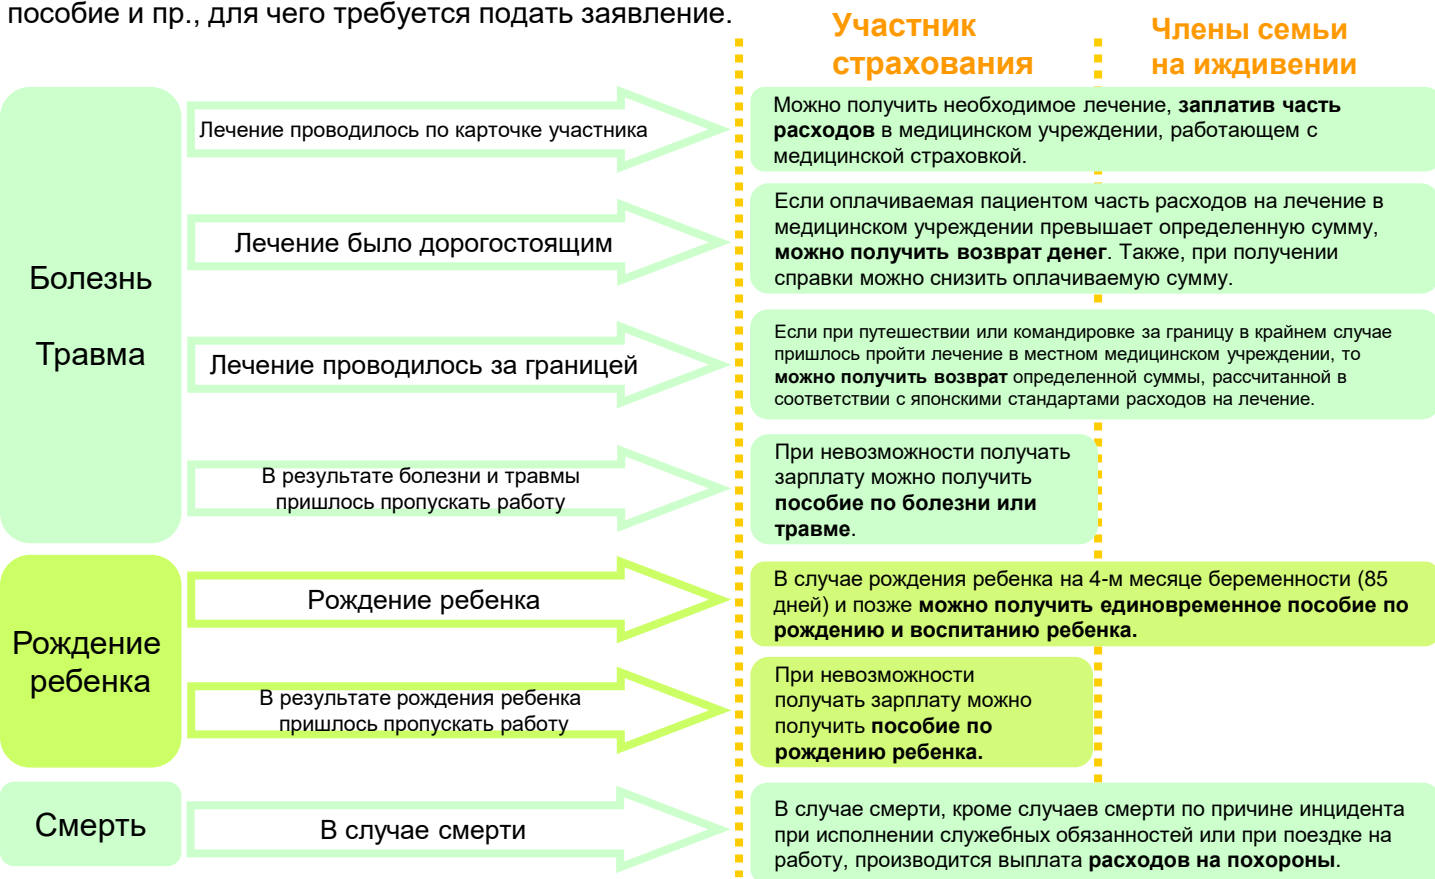 пособие и пр., для чего требуется подать заявление.
Участник
страхования
Члены семьи
на иждивении
Болезнь
Травма
Лечение проводилось по карточке участника
Можно получить необходимое лечение, заплатив часть
расходов в медицинском учреждении, работающем с
медицинской страховкой.
Лечение было дорогостоящим
Если оплачиваемая пациентом часть расходов на лечение в
медицинском учреждении превышает определенную сумму,
можно получить возврат денег. Также, при получении
справки можно снизить оплачиваемую сумму.
Лечение проводилось за границей
Если при путешествии или командировке за границу в крайнем случае
пришлось пройти лечение в местном медицинском учреждении, то
можно получить возврат определенной суммы, рассчитанной в
соответствии с японскими стандартами расходов на лечение.
В результате болезни и травмы
пришлось пропускать работу
При невозможности получать
зарплату можно получить
пособие по болезни или
травме.
Рождение
ребенка
Рождение ребенка
В случае рождения ребенка на 4-м месяце беременности (85
дней) и позже можно получить единовременное пособие по
рождению и воспитанию ребенка.
В результате рождения ребенка
пришлось пропускать работу
При невозможности
получать зарплату можно
получить пособие по
рождению ребенка.
Смерть
В случае смерти
В случае смерти, кроме случаев смерти по причине инцидента
при исполнении служебных обязанностей или при поездке на
работу, производится выплата расходов на похороны.